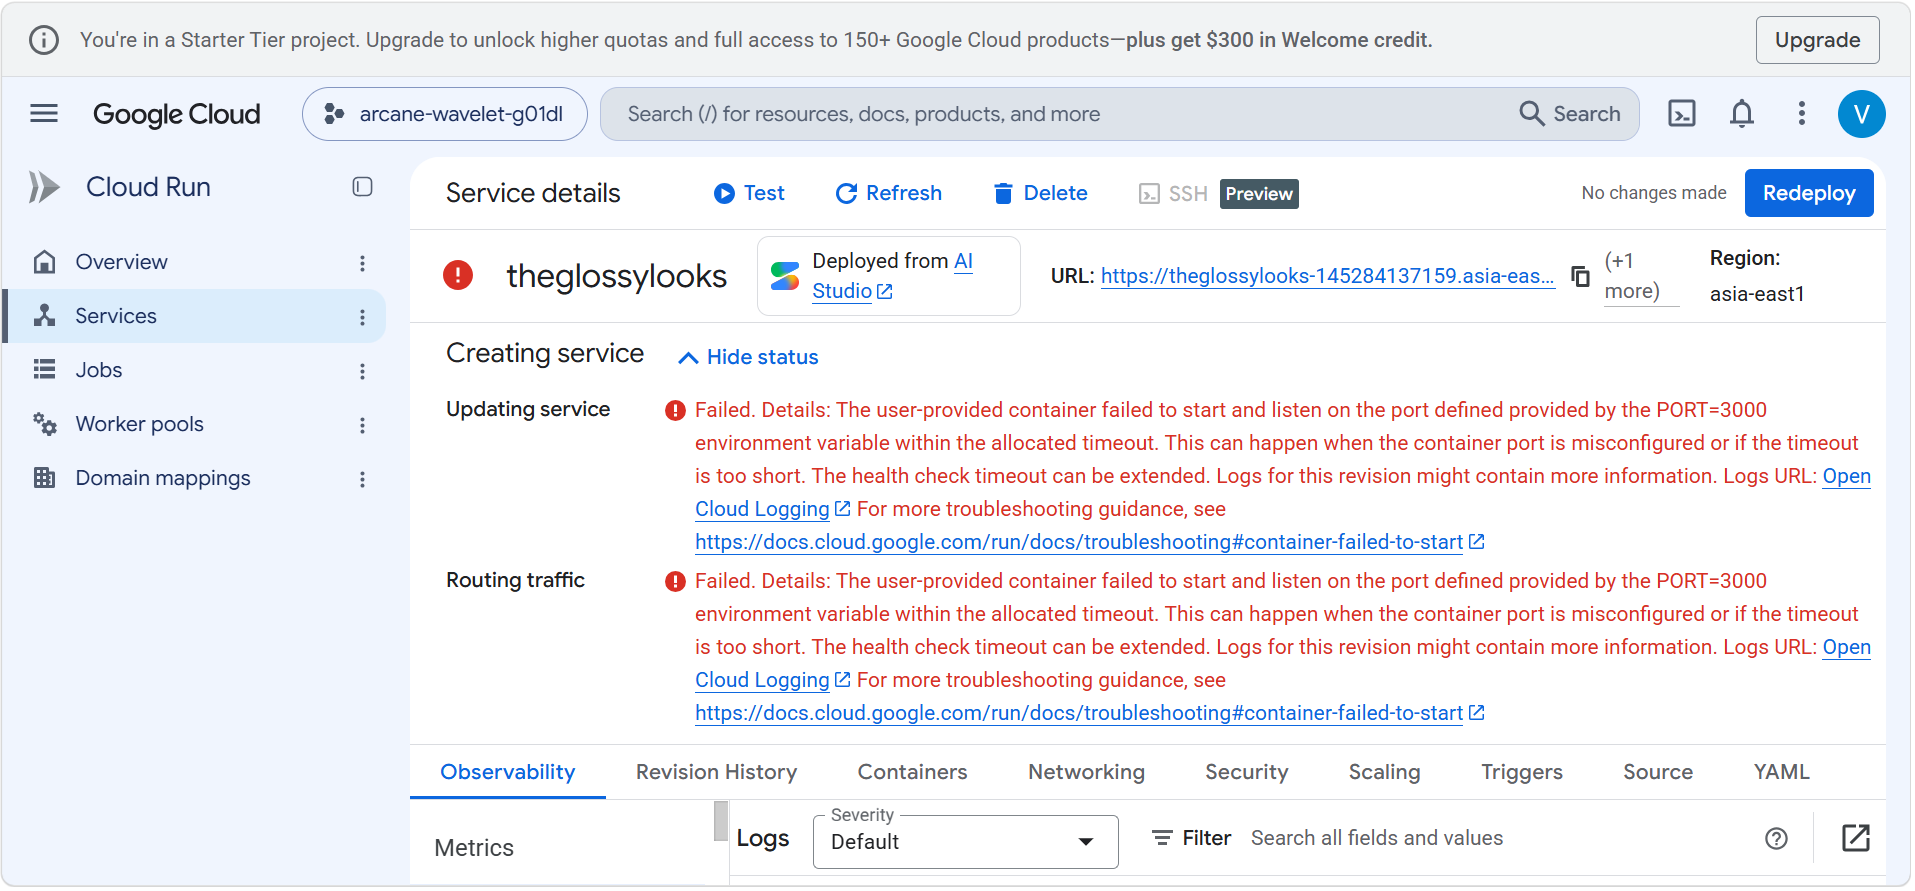 You're in a Starter Tier project. Upgrade to unlock higher quotas and full access to 150+ Google Cloud products—plus get $300 in Welcome credit.
Upgrade
Google Cloud
arcane-wavelet-g01dl
Search (/) for resources, docs, products, and more
Search
V
Cloud Run
Service details
Test
Refresh
Delete
SSH
Preview
No changes made
Redeploy
Overview
Services
Jobs
Worker pools
Domain mappings
theglossylooks
Deployed from AI
Studio
URL: https://theglossylooks-145284137159.asia-eas...
(+1
more)
Region:
asia-east1
Creating service
Hide status
Updating service
Failed. Details: The user-provided container failed to start and listen on the port defined provided by the PORT=3000
environment variable within the allocated timeout. This can happen when the container port is misconfigured or if the timeout
is too short. The health check timeout can be extended. Logs for this revision might contain more information. Logs URL: Open
Cloud Logging For more troubleshooting guidance, see
https://docs.cloud.google.com/run/docs/troubleshooting#container-failed-to-start
Routing traffic
Failed. Details: The user-provided container failed to start and listen on the port defined provided by the PORT=3000
environment variable within the allocated timeout. This can happen when the container port is misconfigured or if the timeout
is too short. The health check timeout can be extended. Logs for this revision might contain more information. Logs URL: Open
Cloud Logging For more troubleshooting guidance, see
https://docs.cloud.google.com/run/docs/troubleshooting#container-failed-to-start
Observability
Revision History
Containers
Networking
Security
Scaling
Triggers
Source
YAML
Metrics
Logs
Severity
Default
Filter
Search all fields and values